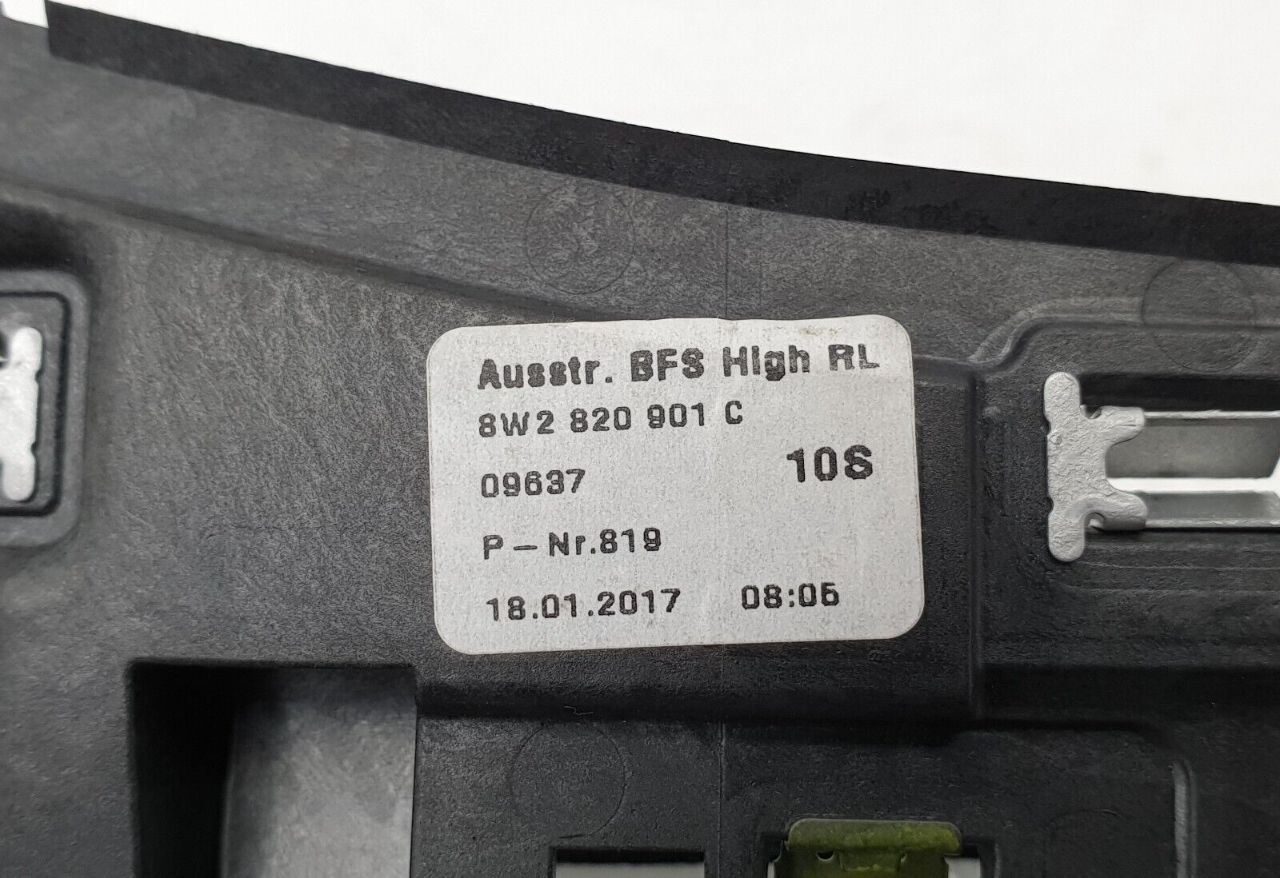 Ausstr. BFS High RL
8W2 820 901 C
09637 10S
P-Nr.819
18.01.2017 08:05